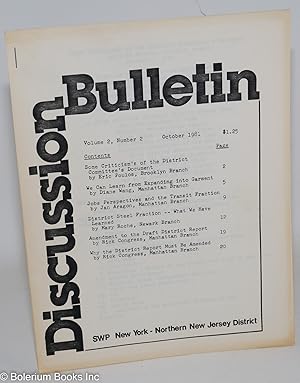 Discussion Bulletin
Volume 2, Number 2 October 1981 $1.25
Contents Page
Some Criticism's of the District
Committee's Document
by Eric Poulos, Brooklyn Branch 2
We Can Learn from Expanding into Garment
by Diane Wang, Manhattan Branch 5
Jobs Perspectives and the Transit Fraction
by Jan Aragon, Manhattan Branch 9
District Steel Fraction -- What We Have
Learned
by Mary Roche, Newark Branch 12
Amendment to the Draft District Report
by Rick Congress, Manhattan Branch 19
Why the District Report Must Be Amended
by Rick Congress, Manhattan Branch 20
SWP New York - Northern New Jersey District
© Bolerium Books Inc